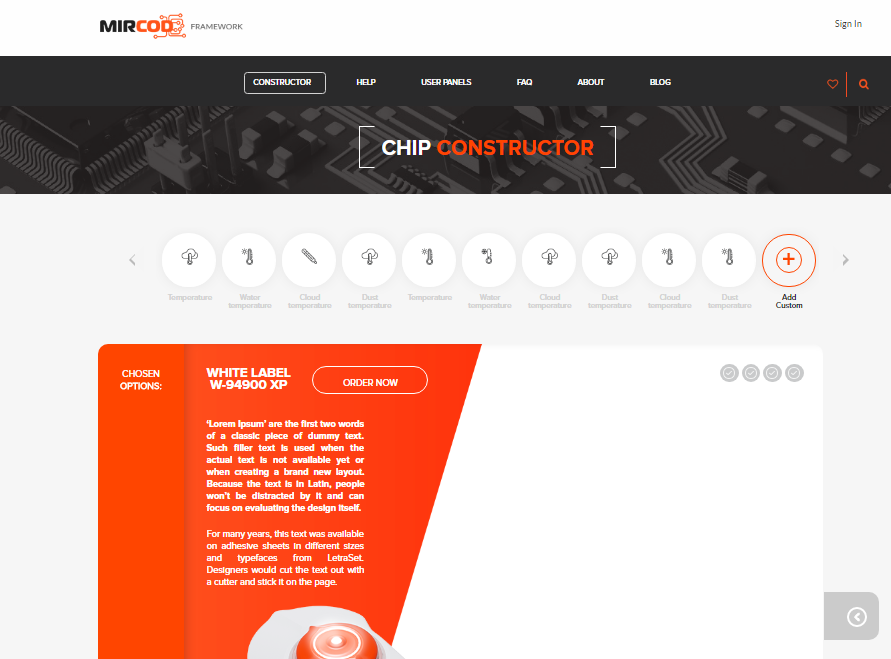 MIRCOD FRAMEWORK
Sign In
CONSTRUCTOR HELP USER PANELS FAQ ABOUT BLOG
CHIP CONSTRUCTOR
Temperature Water Cloud Dust Temperature Water Cloud Dust Cloud Dust Add
temperature temperature temperature temperature temperature temperature temperature temperature Custom
CHOSEN
OPTIONS:
WHITE LABEL
W-94900 XP
ORDER NOW
'Lorem Ipsum' are the first two words
of a classic piece of dummy text.
Such filler text is used when the
actual text is not available yet or
when creating a brand new layout.
Because the text is in Latin, people
won't be distracted by it and can
focus on evaluating the design itself.
For many years, this text was available
on adhesive sheets in different sizes
and typefaces from LetraSet.
Designers would cut the text out with
a cutter and stick it on the page.